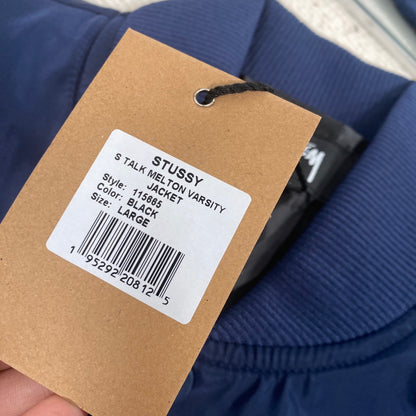 STUSSY
S TALK MELTON VARSITY
JACKET
Style: 115665
Color: BLACK
Size: LARGE
1 95292 20812 5